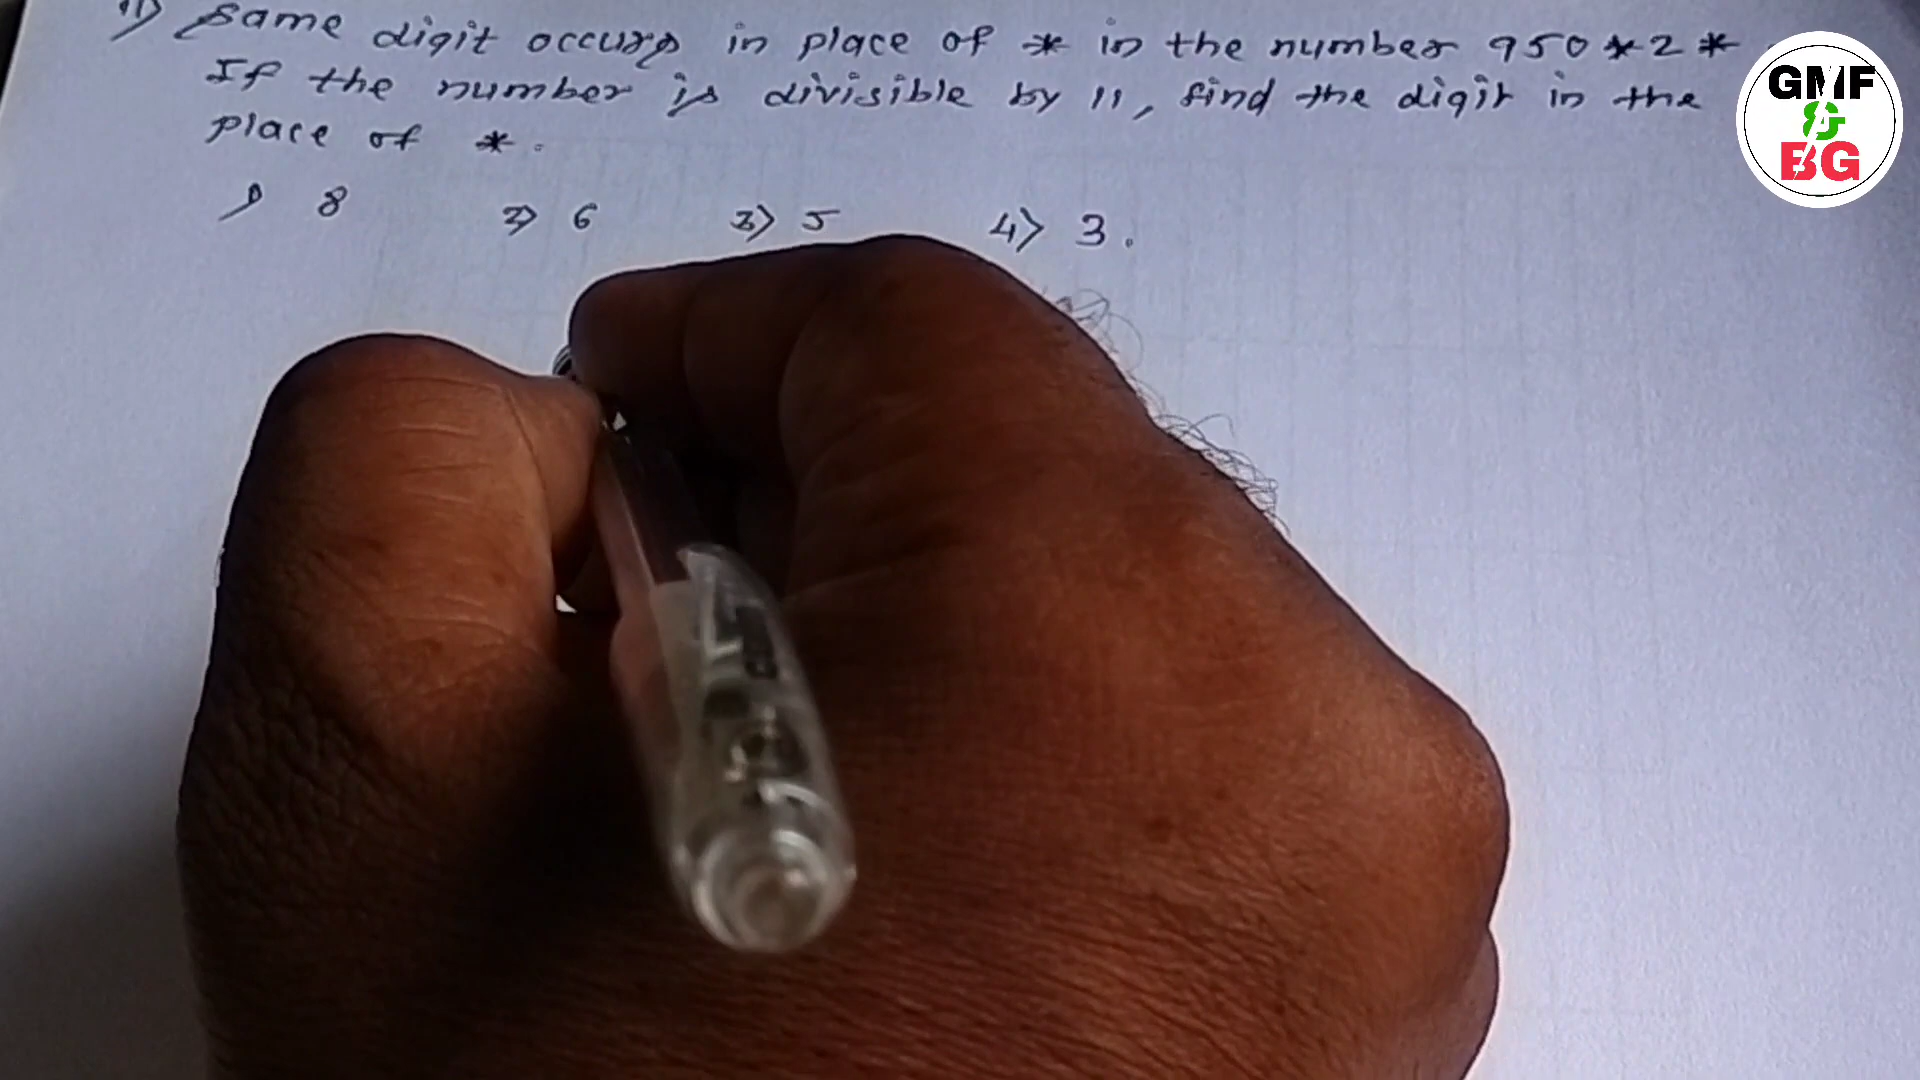 11) Same digit occurs in place of * in the number 950*2*.
If the number is divisible by 11, find the digit in the
place of *.
1) 8 2) 6 3) 5 4) 3.
GMF
&
BG